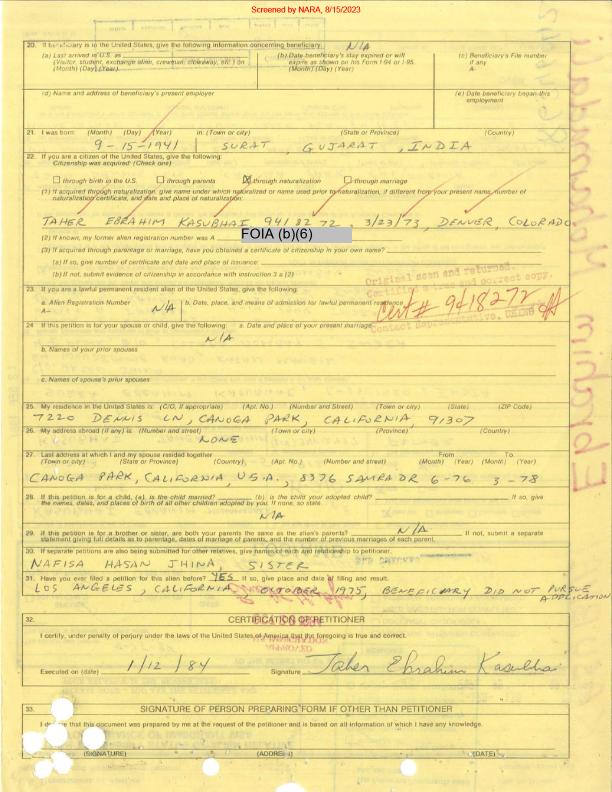 Screened by NARA, 8/15/2023
20. If beneficiary is in the United States, give the following information concerning beneficiary: N/A
(a) Last arrived in U.S. as (Visitor, student, exchange alien, crewman, stowaway, etc.) on (Month) (Day) (Year)
(b) Date beneficiary's stay expired or will expire as shown on his Form I-94 or I-95. (Month) (Day) (Year)
(c) Beneficiary's File number if any A-
(d) Name and address of beneficiary's present employer
(e) Date beneficiary began this employment
21. I was born: (Month) (Day) (Year) in: (Town or city) (State or Province) (Country)
9-15-1941 SURAT, GUJARAT, INDIA
22. If you are a citizen of the United States, give the following:
Citizenship was acquired: (Check one)
through birth in the U.S. through parents ☒ through naturalization through marriage
(1) If acquired through naturalization, give name under which naturalized or name used prior to naturalization, if different from your present name, number of
naturalization certificate, and date and place of naturalization:
TAHER EBRAHIM KASUBHAI 9418272, 3/23/73, DENVER, COLORADO
(2) If known, my former alien registration number was A FOIA (b)(6)
(3) If acquired through parentage or marriage, have you obtained a certificate of citizenship in your own name?
(a) If so, give number of certificate and date and place of issuance:
(b) If not, submit evidence of citizenship in accordance with instruction 3 a (2)
Original seen and returned.
Certified a true and correct copy.
Cert# 9418272
Contact Representative,
23. If you are a lawful permanent resident alien of the United States, give the following:
a. Alien Registration Number A- N/A b. Date, place, and means of admission for lawful permanent residence
24. If this petition is for your spouse or child, give the following: a. Date and place of your present marriage
N/A
b. Names of your prior spouses
c. Names of spouse's prior spouses
25. My residence in the United States is: (C/O, if appropriate) (Apt. No.) (Number and Street) (Town or city) (State) (ZIP Code)
7220 DENNIS LN, CANOGA PARK, CALIFORNIA, 91307
26. My address abroad (if any) is: (Number and street) (Town or city) (Province) (Country)
NONE
27. Last address at which I and my spouse resided together From To
(Town or city) (State or Province) (Country) (Apt. No.) (Number and street) (Month) (Year) (Month) (Year)
CANOGA PARK, CALIFORNIA, U.S.A., 8376 SAMRA DR 6-76 3-78
28. If this petition is for a child, (a). is the child married? (b). is the child your adopted child? If so, give
the names, dates, and places of birth of all other children adopted by you. If none, so state.
N/A
29. If this petition is for a brother or sister, are both your parents the same as the alien's parents? N/A. If not, submit a separate
statement giving full details as to parentage, dates of marriage of parents, and the number of previous marriages of each parent.
30. If separate petitions are also being submitted for other relatives, give names of each and relationship to petitioner.
NAFISA HASAN JHINA, SISTER
31. Have you ever filed a petition for this alien before? YES If so, give place and date of filing and result.
LOS ANGELES, CALIFORNIA OCTOBER 1975, BENEFICIARY DID NOT PURSUE APPLICATION
32. CERTIFICATION OF PETITIONER
I certify, under penalty of perjury under the laws of the United States of America that the foregoing is true and correct.
Executed on (date) 1/12/84 Signature Taher Ebrahim Kasubhai
33. SIGNATURE OF PERSON PREPARING FORM IF OTHER THAN PETITIONER
I declare that this document was prepared by me at the request of the petitioner and is based on all information of which I have any knowledge.
(SIGNATURE) (ADDRESS) (DATE)
Ebrahim